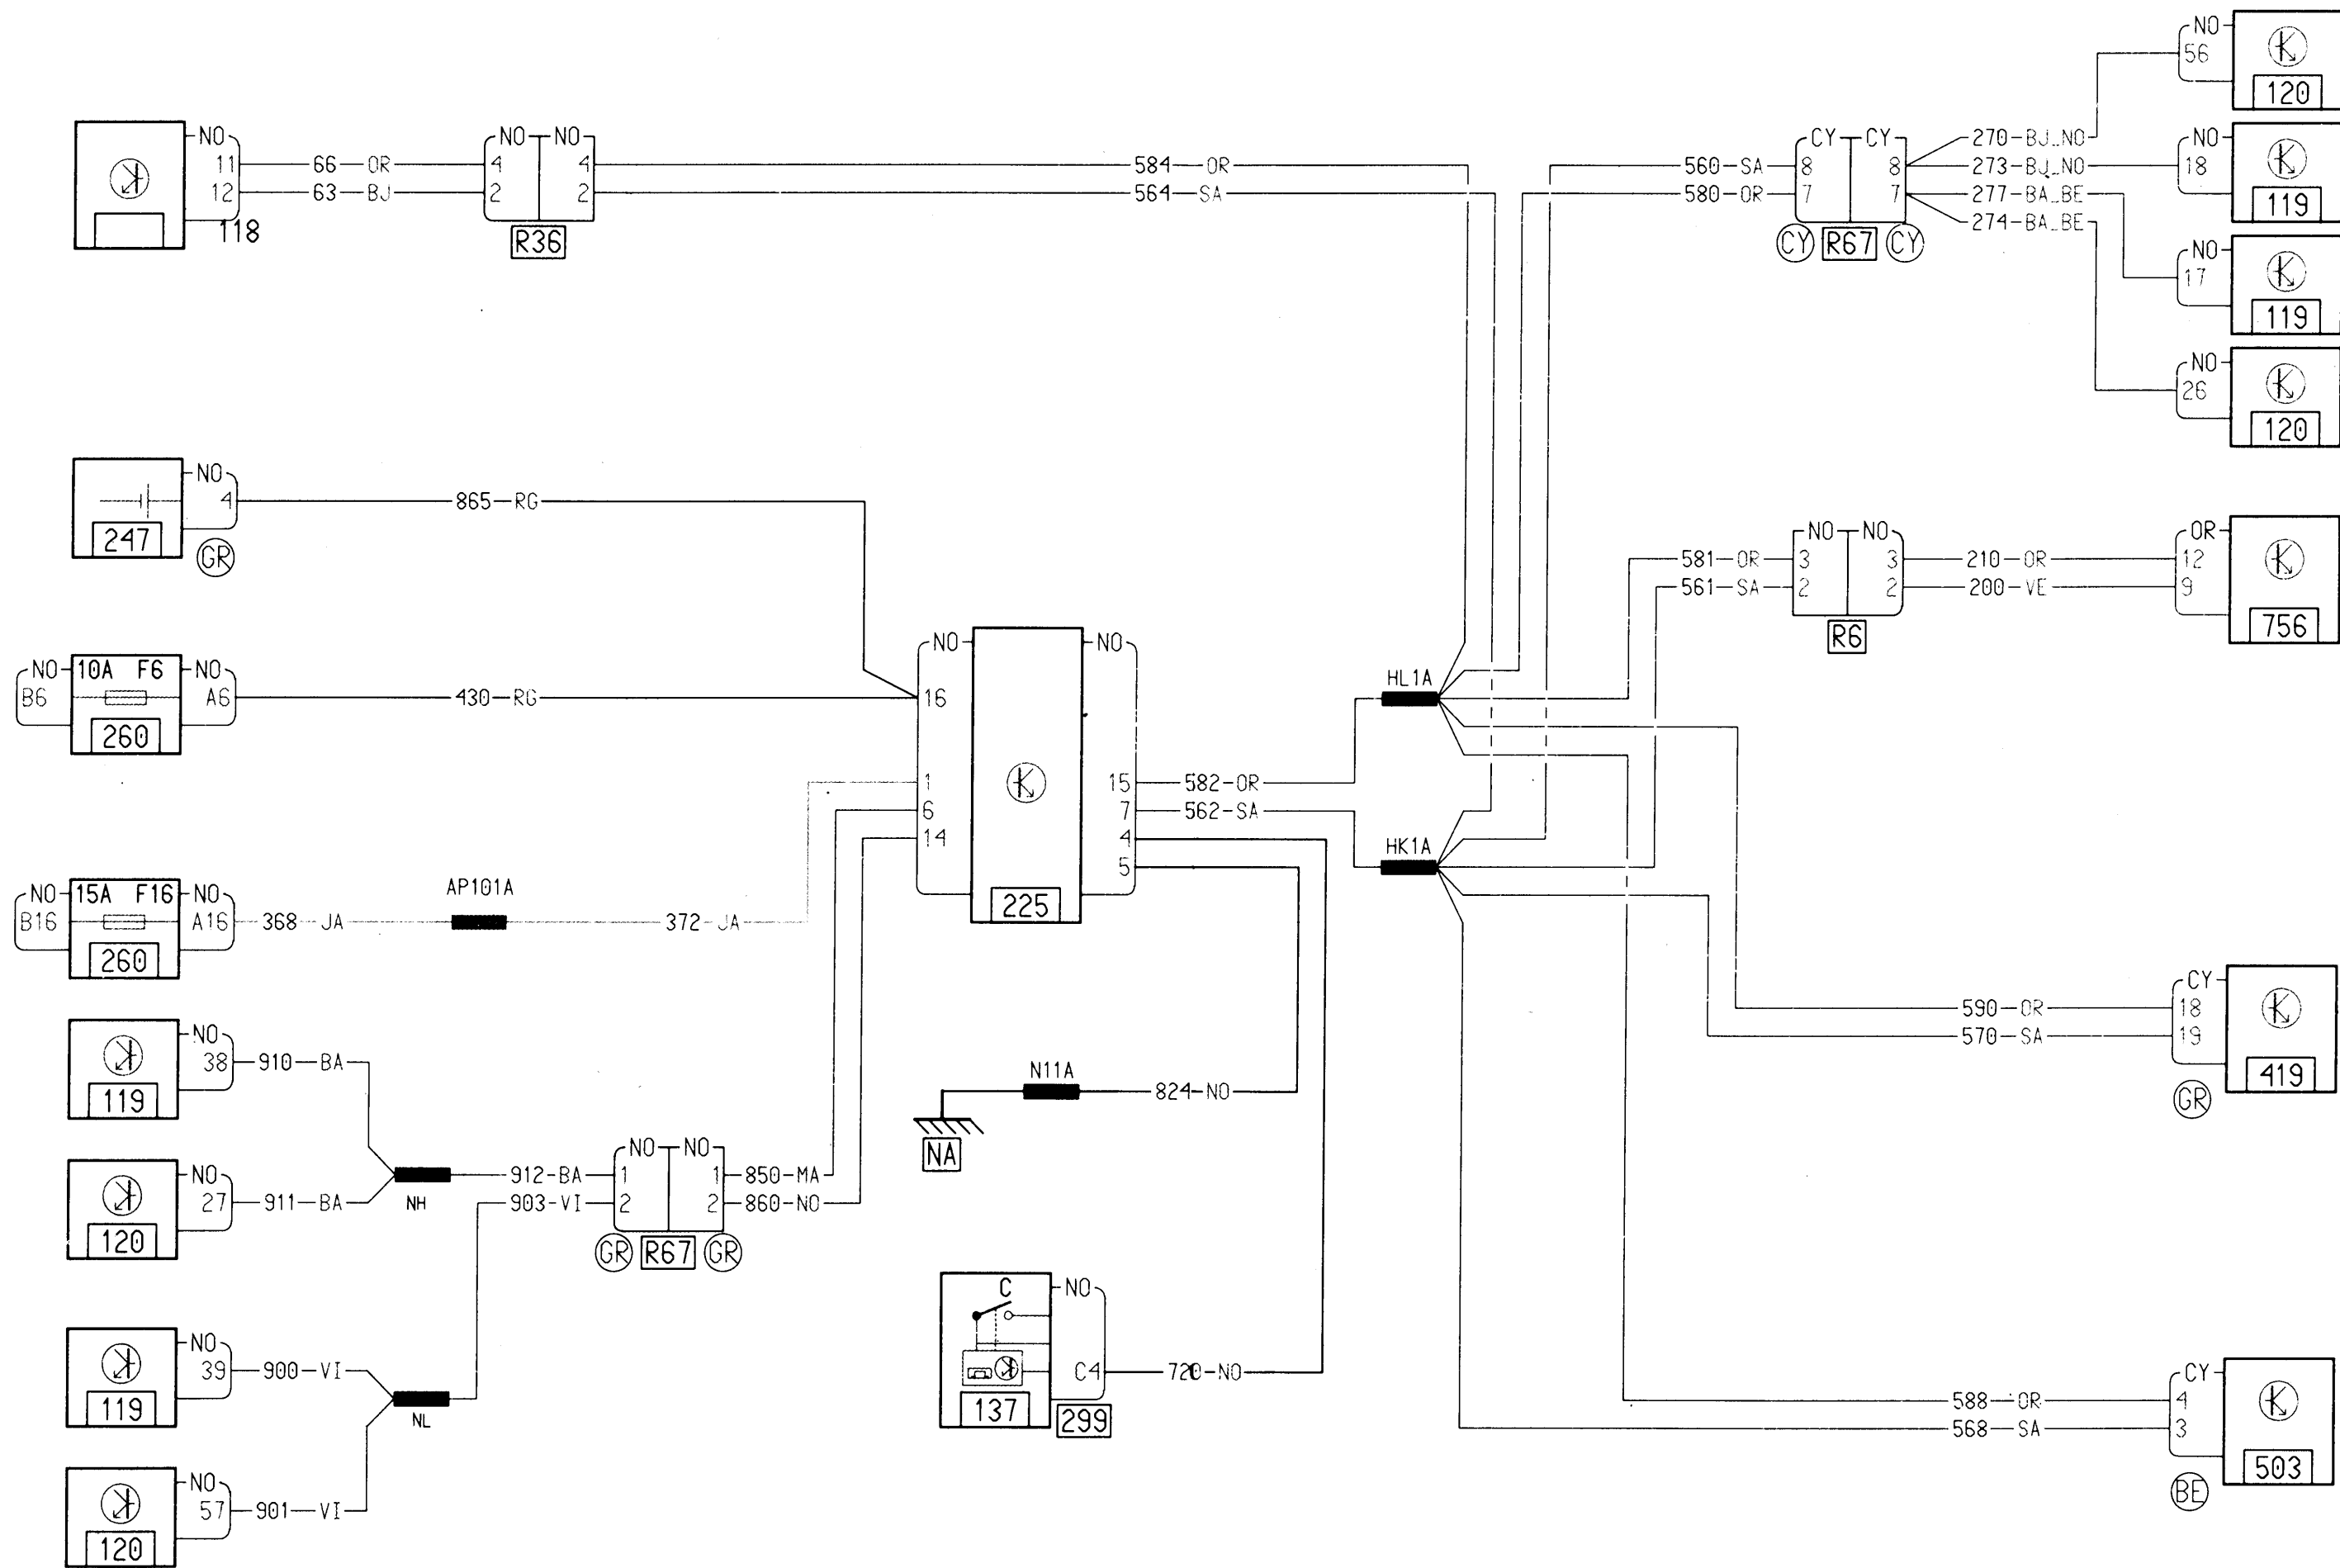 NO
56
120
NO
11
12
118
66 OR
63 BJ
NO NO
4 4
2 2
R36
584 OR
564 SA
560 SA
580 OR
CY CY
8 8
7 7
CY R67 CY
270-BJ_NO
273-BJ_NO
277-BA_BE
274-BA_BE
NO
18
119
NO
17
119
NO
26
120
NO
4
247
GR
865 RG
581 OR
561 SA
NO NO
3 3
2 2
R6
210 OR
200 VE
OR
12
9
756
NO 10A F6 NO
B6 A6
260
430 RG
NO NO
16
1
6
14
15
7
4
5
225
HL1A
582-OR
562-SA
HK1A
NO 15A F16 NO
B16 A16
260
368 JA
AP101A
372 JA
NO
38
119
910 BA
590 OR
570 SA
CY
18
19
419
GR
N11A
824-NO
NA
NO
27
120
911 BA
NH
912-BA
903-VI
NO NO
1 1
2 2
GR R67 GR
850-MA
860-NO
C NO
C4
137
299
720-NO
NO
39
119
900 VI
NL
588 OR
568 SA
CY
4
3
503
BE
NO
57
120
901 VI